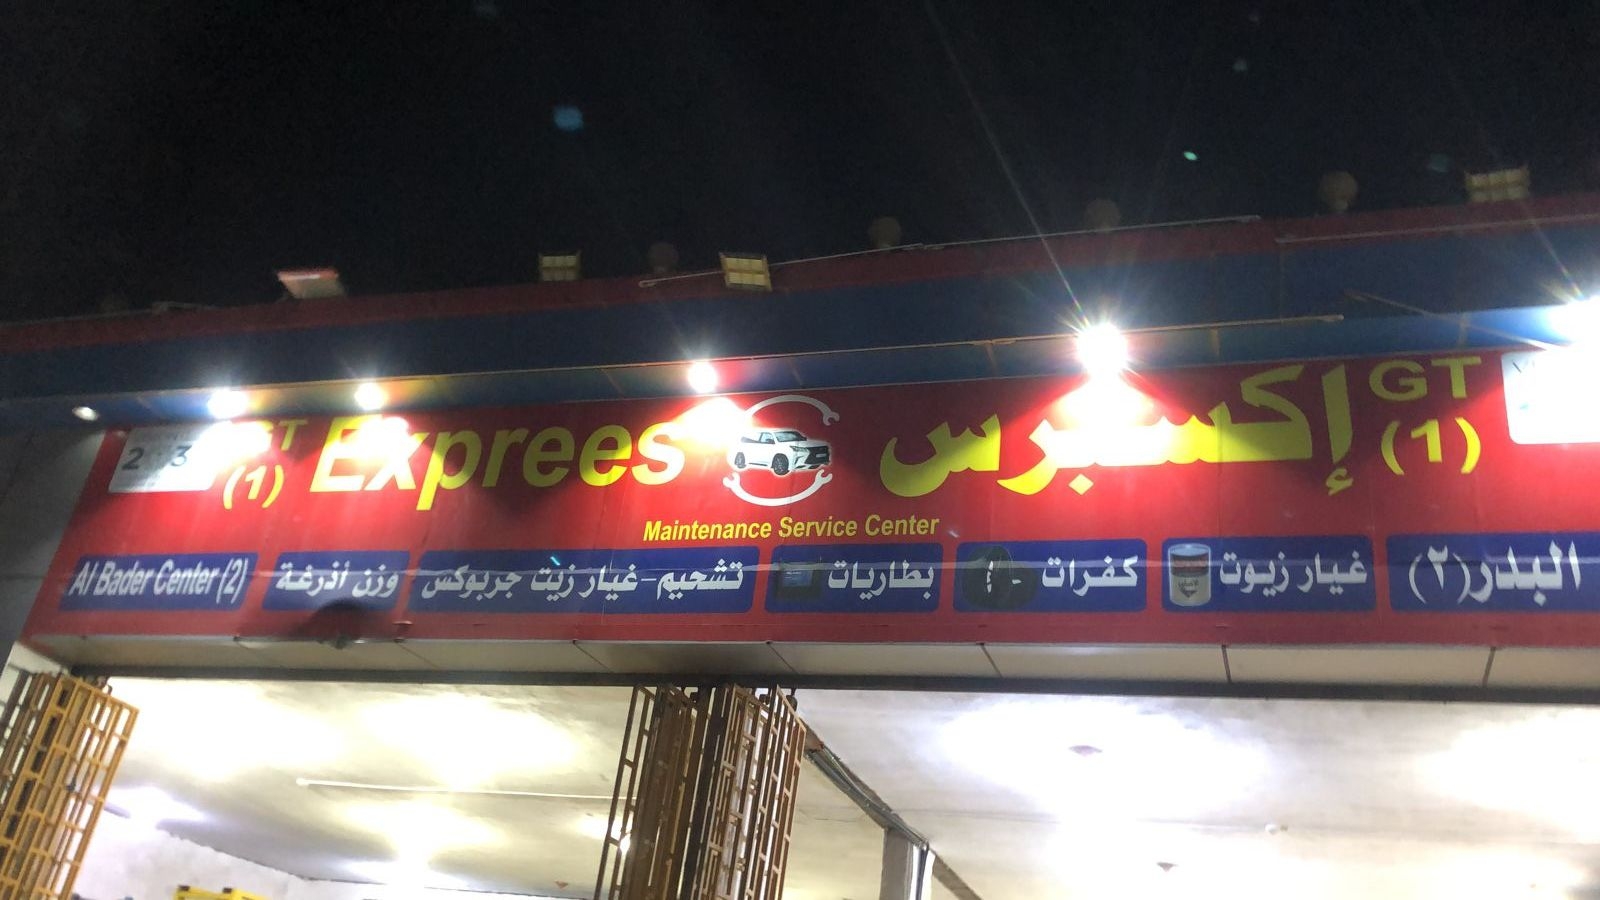 GT
(1)
إكسبرس
Exprees
GT
(1)
Maintenance Service Center
البدر (٢)
غيار زيوت
كفرات
بطاريات
تشحيم - غيار زيت جربوكس
وزن أذرعة
Al Bader Center (2)